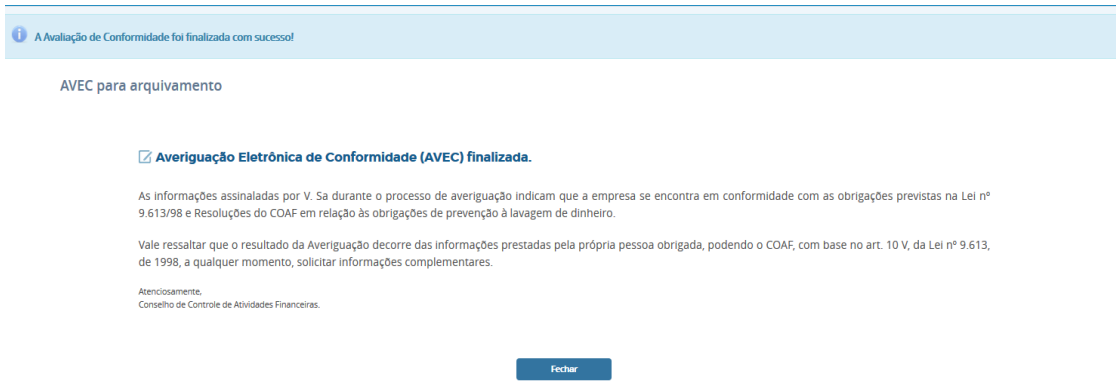 A Avaliação de Conformidade foi finalizada com sucesso!
AVEC para arquivamento
Averiguação Eletrônica de Conformidade (AVEC) finalizada.
As informações assinaladas por V. Sa durante o processo de averiguação indicam que a empresa se encontra em conformidade com as obrigações previstas na Lei nº
9.613/98 e Resoluções do COAF em relação às obrigações de prevenção à lavagem de dinheiro.
Vale ressaltar que o resultado da Averiguação decorre das informações prestadas pela própria pessoa obrigada, podendo o COAF, com base no art. 10 V, da Lei nº 9.613,
de 1998, a qualquer momento, solicitar informações complementares.
Atenciosamente,
Conselho de Controle de Atividades Financeiras.
Fechar